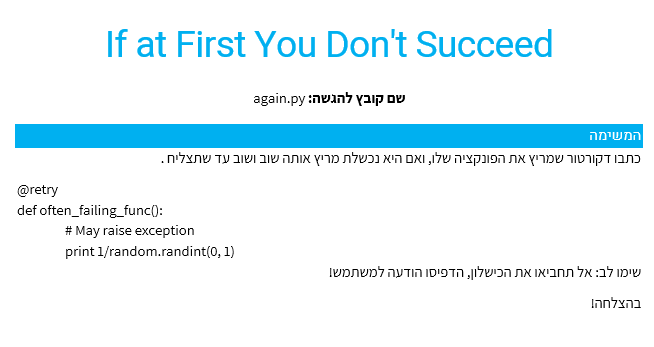 If at First You Don't Succeed
שם קובץ להגשה: again.py
המשימה
כתבו דקורטור שמריץ את הפונקציה שלו, ואם היא נכשלת מריץ אותה שוב ושוב עד שתצליח .
@retry
def often_failing_func():
# May raise exception
print 1/random.randint(0, 1)
שימו לב: אל תחביאו את הכישלון, הדפיסו הודעה למשתמש!
בהצלחה!